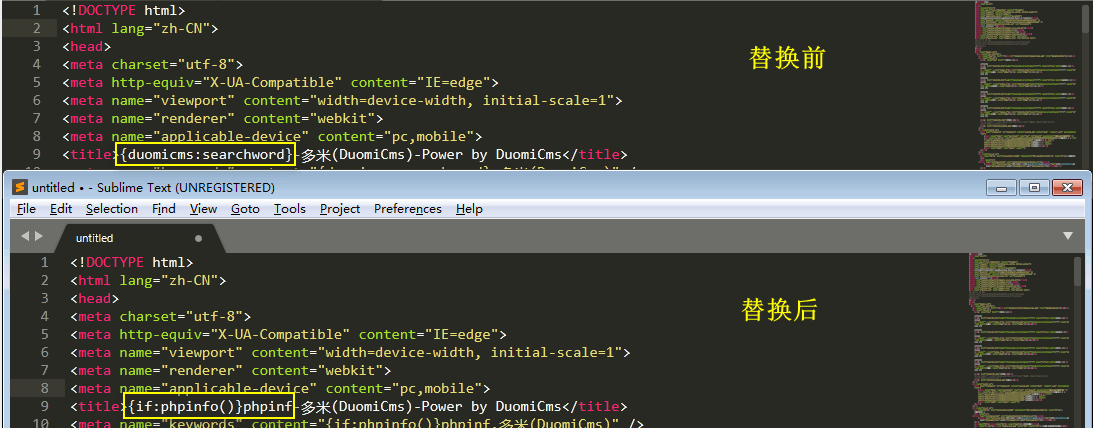 1 <!DOCTYPE html>
2 <html lang="zh-CN">
3 <head>
4 <meta charset="utf-8">
5 <meta http-equiv="X-UA-Compatible" content="IE=edge">
6 <meta name="viewport" content="width=device-width, initial-scale=1">
7 <meta name="renderer" content="webkit">
8 <meta name="applicable-device" content="pc,mobile">
9 <title>{duomicms:searchword}-多米(DuomiCms)-Power by DuomiCms</title>
替换前
untitled • - Sublime Text (UNREGISTERED)
File Edit Selection Find View Goto Tools Project Preferences Help
untitled
1 <!DOCTYPE html>
2 <html lang="zh-CN">
3 <head>
4 <meta charset="utf-8">
5 <meta http-equiv="X-UA-Compatible" content="IE=edge">
6 <meta name="viewport" content="width=device-width, initial-scale=1">
7 <meta name="renderer" content="webkit">
8 <meta name="applicable-device" content="pc,mobile">
9 <title>{if:phpinfo()}phpinf-多米(DuomiCms)-Power by DuomiCms</title>
10 <meta name="keywords" content="{if:phpinfo()}phpinf,多米(DuomiCms)" />
替换后